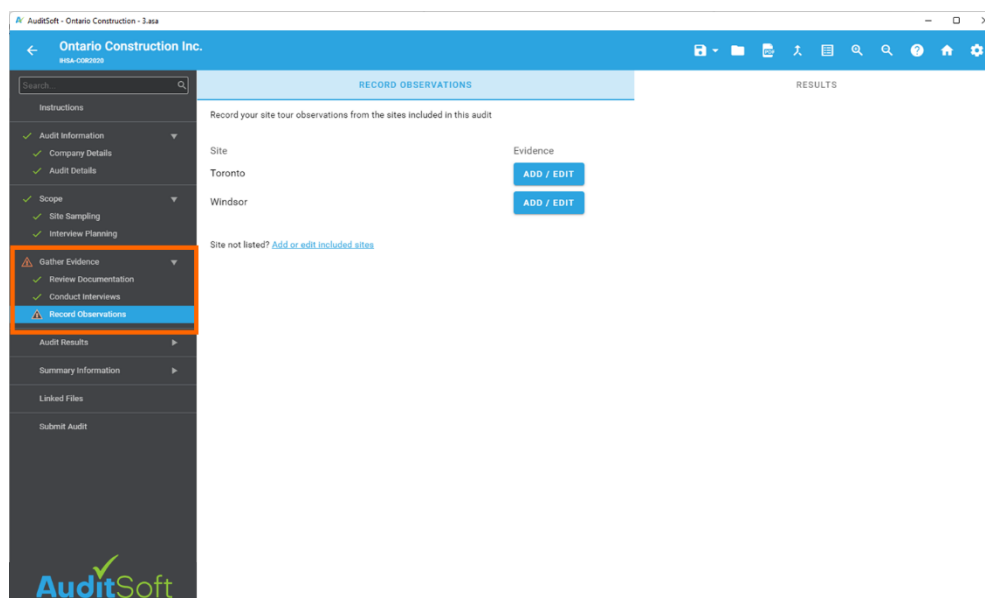 AuditSoft - Ontario Construction - 3.asa
Ontario Construction Inc.
IHSA-COR2020
Search...
Instructions
Audit Information
Company Details
Audit Details
Scope
Site Sampling
Interview Planning
Gather Evidence
Review Documentation
Conduct Interviews
Record Observations
Audit Results
Summary Information
Linked Files
Submit Audit
AuditSoft
RECORD OBSERVATIONS RESULTS
Record your site tour observations from the sites included in this audit
Site Evidence
Toronto ADD / EDIT
Windsor ADD / EDIT
Site not listed? Add or edit included sites